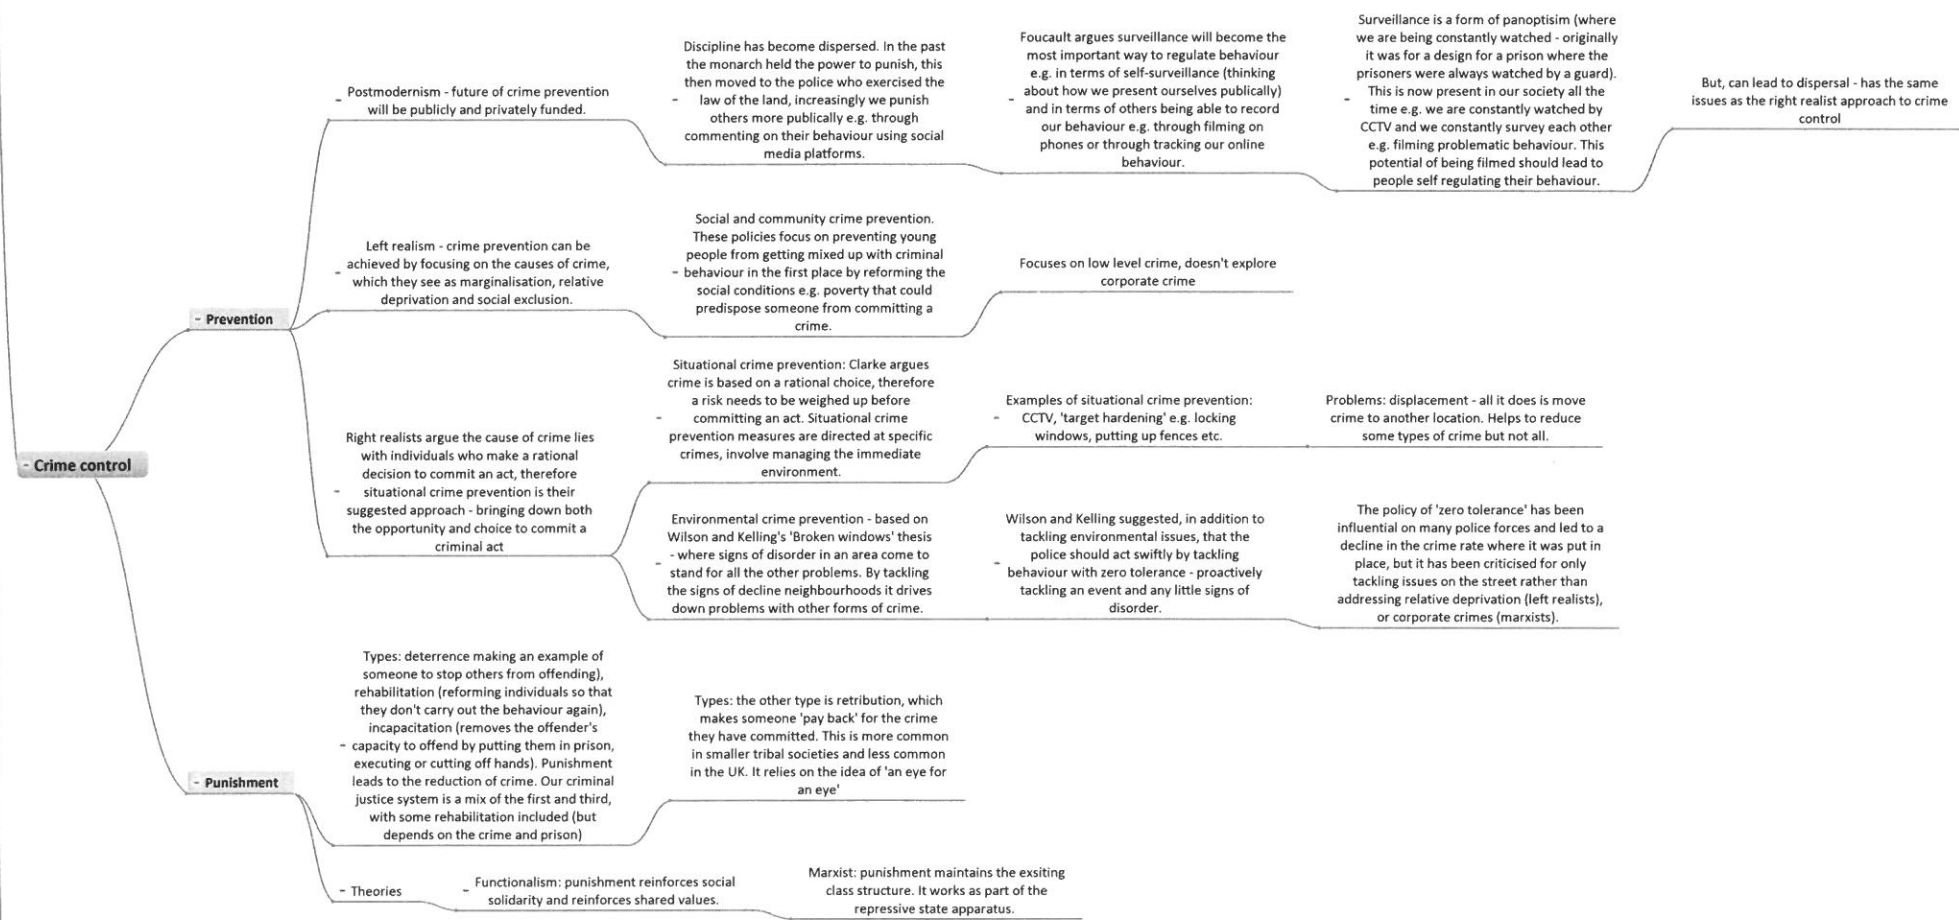 Crime control
Prevention
Postmodernism - future of crime prevention
will be publicly and privately funded.
Discipline has become dispersed. In the past
the monarch held the power to punish, this
then moved to the police who exercised the
law of the land, increasingly we punish
others more publically e.g. through
commenting on their behaviour using social
media platforms.
Foucault argues surveillance will become the
most important way to regulate behaviour
e.g. in terms of self-surveillance (thinking
about how we present ourselves publically)
and in terms of others being able to record
our behaviour e.g. through filming on
phones or through tracking our online
behaviour.
Surveillance is a form of panoptisim (where
we are being constantly watched - originally
it was for a design for a prison where the
prisoners were always watched by a guard).
This is now present in our society all the
time e.g. we are constantly watched by
CCTV and we constantly survey each other
e.g. filming problematic behaviour. This
potential of being filmed should lead to
people self regulating their behaviour.
But, can lead to dispersal - has the same
issues as the right realist approach to crime
control
Left realism - crime prevention can be
achieved by focusing on the causes of crime,
which they see as marginalisation, relative
deprivation and social exclusion.
Social and community crime prevention.
These policies focus on preventing young
people from getting mixed up with criminal
behaviour in the first place by reforming the
social conditions e.g. poverty that could
predispose someone from committing a
crime.
Focuses on low level crime, doesn't explore
corporate crime
Right realists argue the cause of crime lies
with individuals who make a rational
decision to commit an act, therefore
situational crime prevention is their
suggested approach - bringing down both
the opportunity and choice to commit a
criminal act
Situational crime prevention: Clarke argues
crime is based on a rational choice, therefore
a risk needs to be weighed up before
committing an act. Situational crime
prevention measures are directed at specific
crimes, involve managing the immediate
environment.
Examples of situational crime prevention:
CCTV, 'target hardening' e.g. locking
windows, putting up fences etc.
Problems: displacement - all it does is move
crime to another location. Helps to reduce
some types of crime but not all.
Environmental crime prevention - based on
Wilson and Kelling's 'Broken windows' thesis
- where signs of disorder in an area come to
stand for all the other problems. By tackling
the signs of decline neighbourhoods it drives
down problems with other forms of crime.
Wilson and Kelling suggested, in addition to
tackling environmental issues, that the
police should act swiftly by tackling
behaviour with zero tolerance - proactively
tackling an event and any little signs of
disorder.
The policy of 'zero tolerance' has been
influential on many police forces and led to a
decline in the crime rate where it was put in
place, but it has been criticised for only
tackling issues on the street rather than
addressing relative deprivation (left realists),
or corporate crimes (marxists).
Punishment
Types: deterrence making an example of
someone to stop others from offending),
rehabilitation (reforming individuals so that
they don't carry out the behaviour again),
incapacitation (removes the offender's
capacity to offend by putting them in prison,
executing or cutting off hands). Punishment
leads to the reduction of crime. Our criminal
justice system is a mix of the first and third,
with some rehabilitation included (but
depends on the crime and prison)
Types: the other type is retribution, which
makes someone 'pay back' for the crime
they have committed. This is more common
in smaller tribal societies and less common
in the UK. It relies on the idea of 'an eye for
an eye'
Theories
Functionalism: punishment reinforces social
solidarity and reinforces shared values.
Marxist: punishment maintains the exsiting
class structure. It works as part of the
repressive state apparatus.